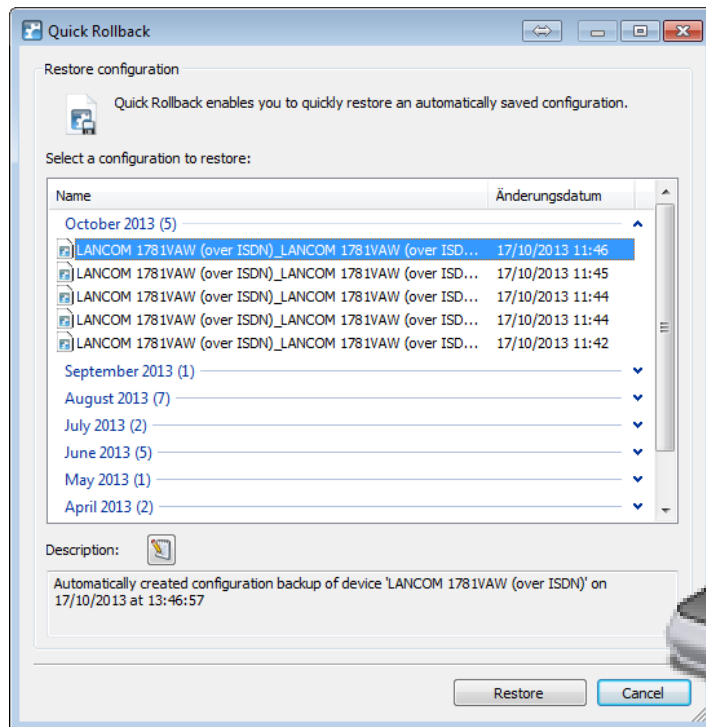 Quick Rollback
Restore configuration
Quick Rollback enables you to quickly restore an automatically saved configuration.
Select a configuration to restore:
Name Änderungsdatum
October 2013 (5)
LANCOM 1781VAW (over ISDN)_LANCOM 1781VAW (over ISD... 17/10/2013 11:46
LANCOM 1781VAW (over ISDN)_LANCOM 1781VAW (over ISD... 17/10/2013 11:45
LANCOM 1781VAW (over ISDN)_LANCOM 1781VAW (over ISD... 17/10/2013 11:44
LANCOM 1781VAW (over ISDN)_LANCOM 1781VAW (over ISD... 17/10/2013 11:44
LANCOM 1781VAW (over ISDN)_LANCOM 1781VAW (over ISD... 17/10/2013 11:42
September 2013 (1)
August 2013 (7)
July 2013 (2)
June 2013 (5)
May 2013 (1)
April 2013 (2)
Description:
Automatically created configuration backup of device 'LANCOM 1781VAW (over ISDN)' on
17/10/2013 at 13:46:57
Restore Cancel